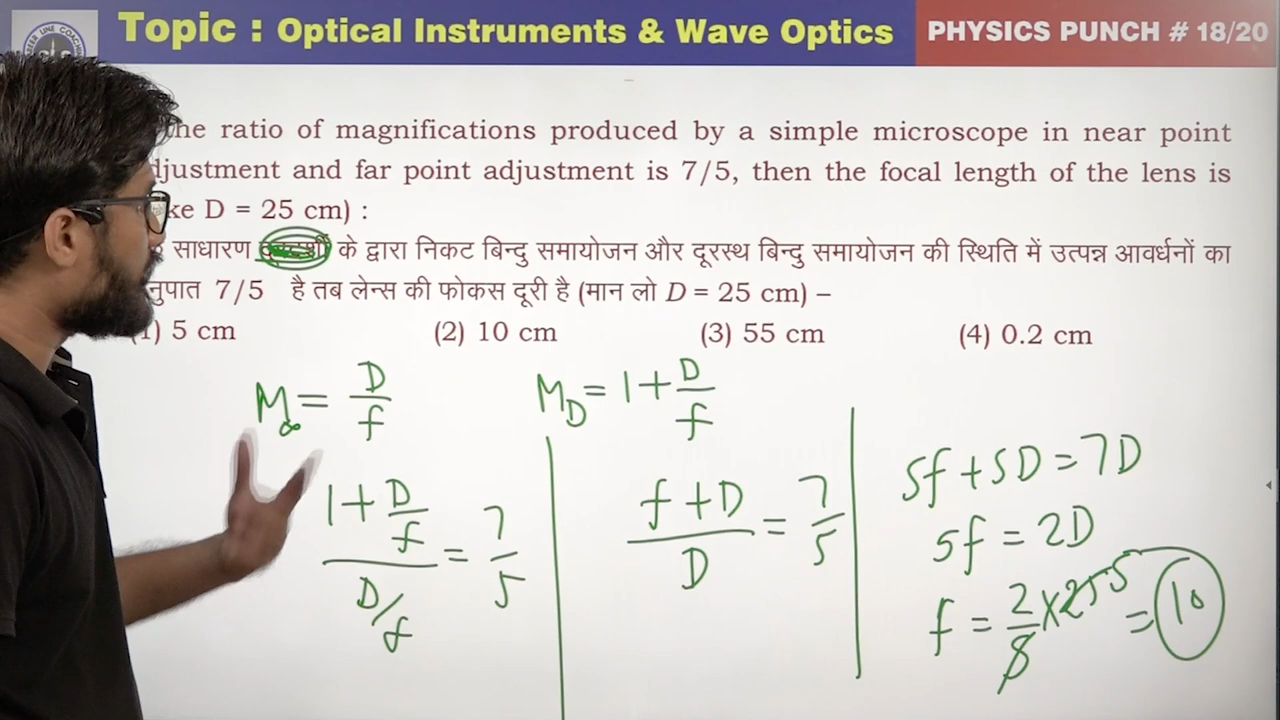 Topic : Optical Instruments & Wave Optics
PHYSICS PUNCH # 18/20
the ratio of magnifications produced by a simple microscope in near point
djustment and far point adjustment is 7/5, then the focal length of the lens is
ke D = 25 cm) :
साधारण के द्वारा निकट बिन्दु समायोजन और दूरस्थ बिन्दु समायोजन की स्थिति में उत्पन्न आवर्धनों का
नुपात 7/5 है तब लेन्स की फोकस दूरी है (मान लो D = 25 cm) –
1) 5 cm (2) 10 cm (3) 55 cm (4) 0.2 cm
M∞ = D/f
M_D = 1 + D/f
(1 + D/f)/(D/f) = 7/5
(f + D)/D = 7/5
5f + 5D = 7D
5f = 2D
f = 2/5 × 25 5 = 10